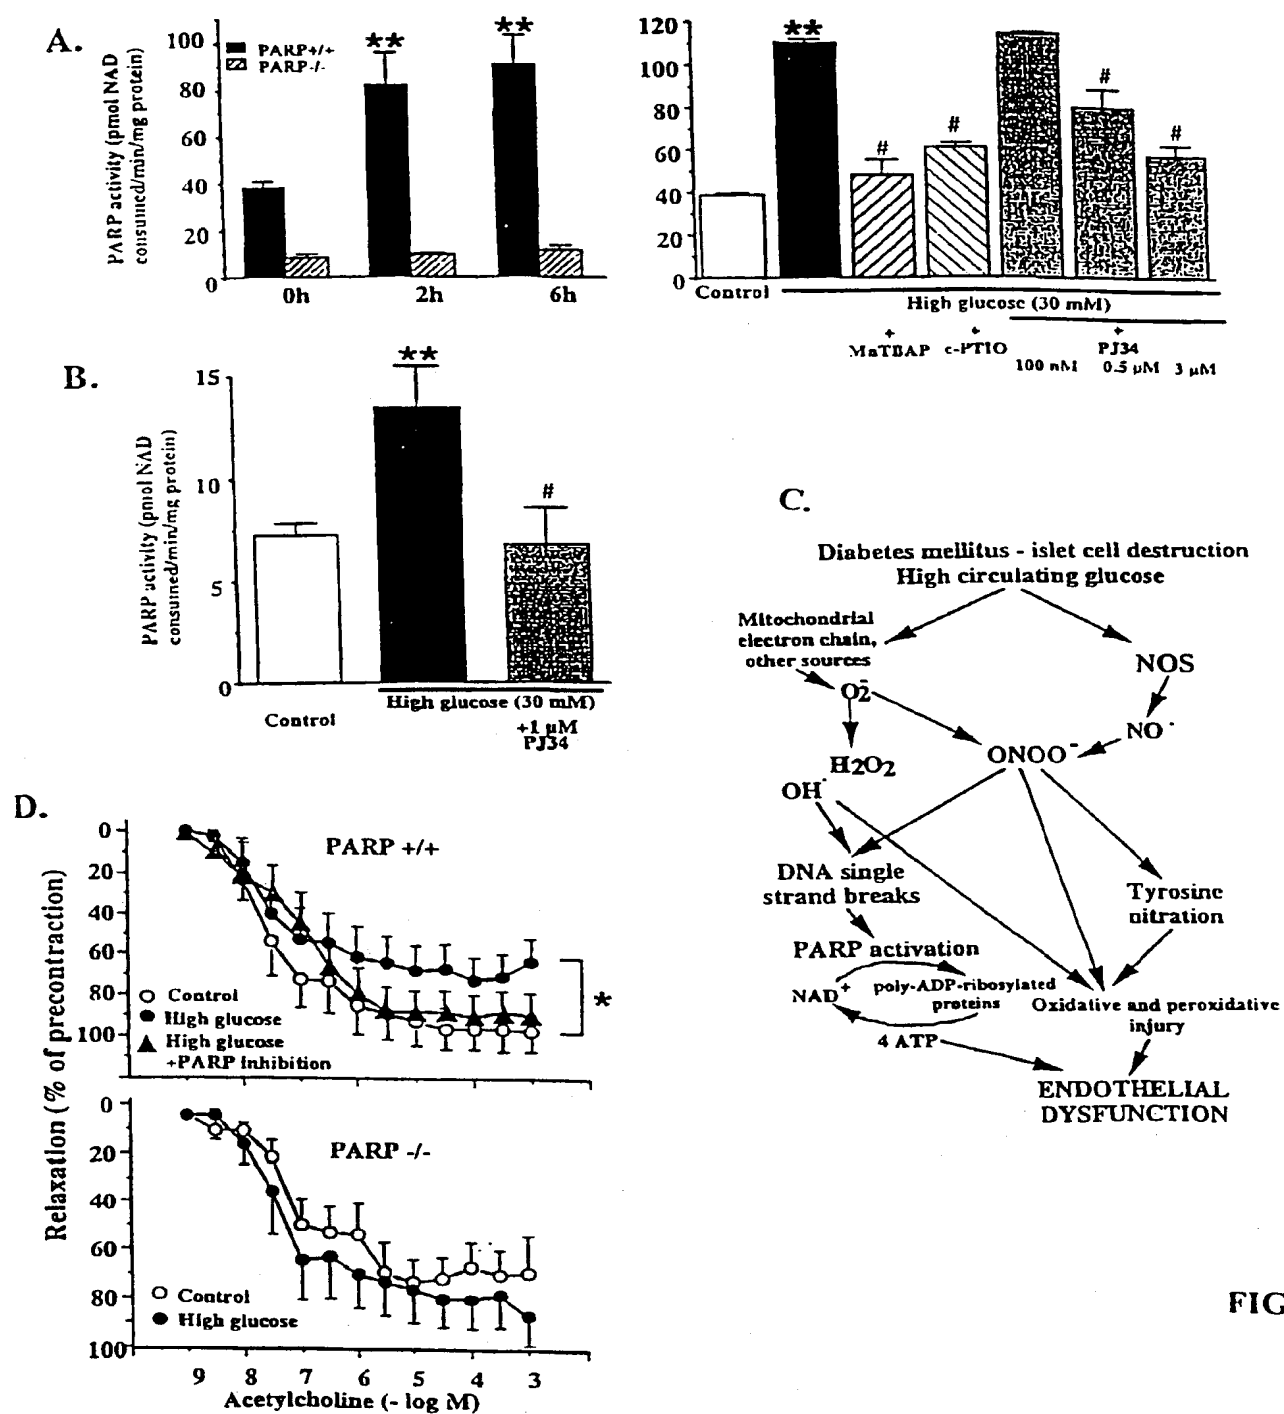 A.
PARP activity (pmol NAD
consumed/min/mg protein)
100
80
60
40
20
0
PARP+/+
PARP-/-
**
**
0h
2h
6h
120
100
80
60
40
20
0
**
#
#
#
#
Control
High glucose (30 mM)
+
+
+
MnTBAP
c-PTIO
PJ34
100 nM
0.5 µM
3 µM
B.
PARP activity (pmol NAD
consumed/min/mg protein)
15
10
5
0
**
#
Control
High glucose (30 mM)
+1 µM
PJ34
C.
Diabetes mellitus - islet cell destruction
High circulating glucose
Mitochondrial
electron chain,
other sources
NOS
O2-
NO·
ONOO-
H2O2
OH·
DNA single
strand breaks
Tyrosine
nitration
PARP activation
NAD+
poly-ADP-ribosylated
proteins
Oxidative and peroxidative
injury
4 ATP
ENDOTHELIAL
DYSFUNCTION
D.
Relaxation (% of precontraction)
0
20
40
60
80
100
PARP +/+
Control
High glucose
High glucose
+PARP inhibition
*
0
20
40
60
80
100
PARP -/-
Control
High glucose
9 8 7 6 5 4 3
Acetylcholine (- log M)
FIG